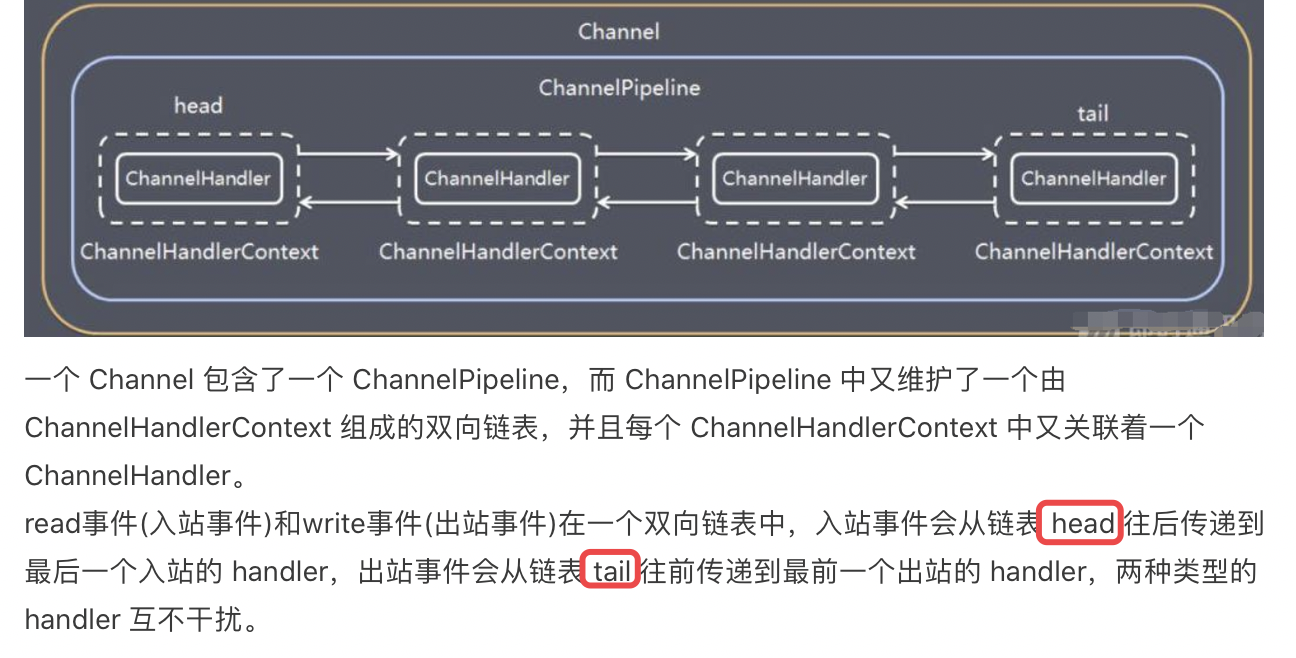 Channel
ChannelPipeline
head
tail
ChannelHandler ChannelHandler ChannelHandler ChannelHandler
ChannelHandlerContext ChannelHandlerContext ChannelHandlerContext ChannelHandlerContext
一个 Channel 包含了一个 ChannelPipeline，而 ChannelPipeline 中又维护了一个由
ChannelHandlerContext 组成的双向链表，并且每个 ChannelHandlerContext 中又关联着一个
ChannelHandler。
read事件(入站事件)和write事件(出站事件)在一个双向链表中，入站事件会从链表 head 往后传递到
最后一个入站的 handler，出站事件会从链表 tail 往前传递到最前一个出站的 handler，两种类型的
handler 互不干扰。